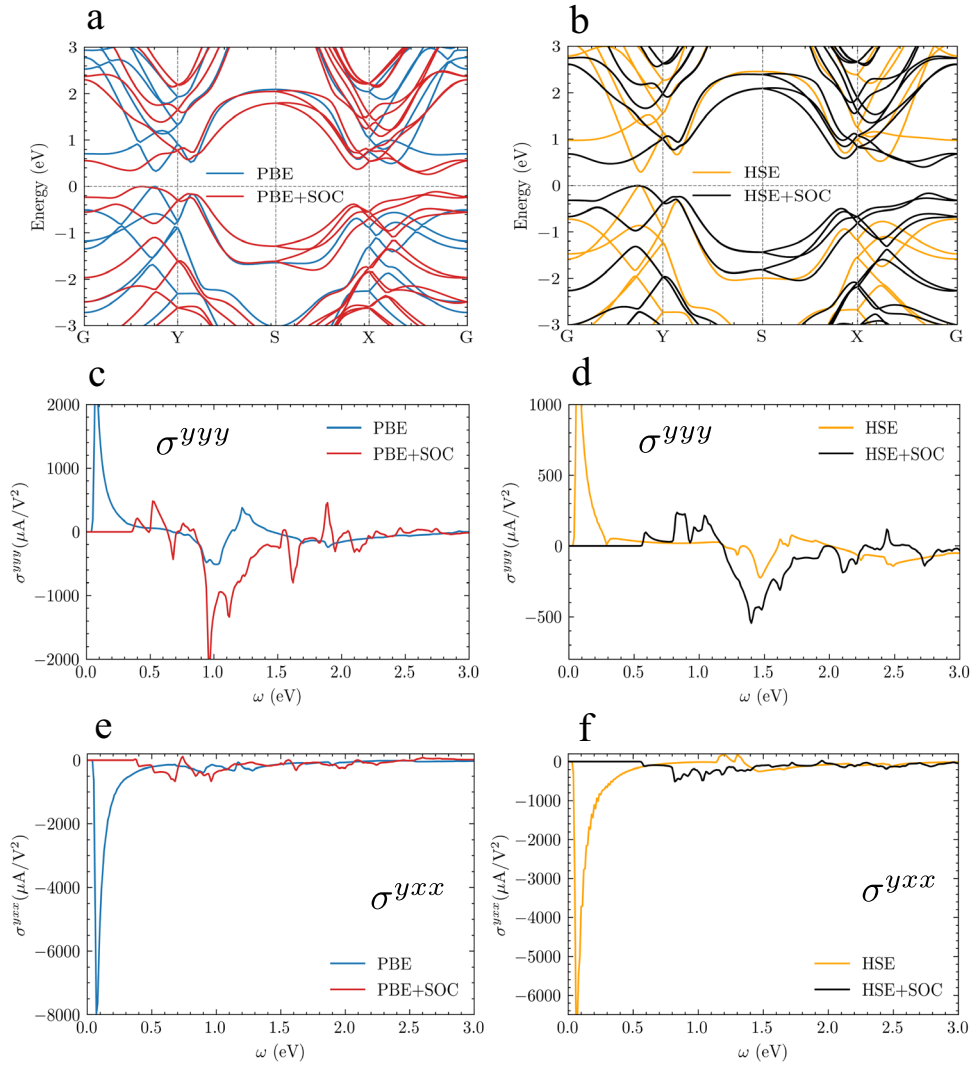 a
3
2
1
0
−1
−2
−3
Energy (eV)
PBE
PBE+SOC
G Y S X G
b
3
2
1
0
−1
−2
−3
Energy (eV)
HSE
HSE+SOC
G Y S X G
c
2000
1000
0
−1000
−2000
σ^{yyy}(μA/V²)
σ^{yyy}
PBE
PBE+SOC
0.0 0.5 1.0 1.5 2.0 2.5 3.0
ω (eV)
d
1000
500
0
−500
σ^{yyy}(μA/V²)
σ^{yyy}
HSE
HSE+SOC
0.0 0.5 1.0 1.5 2.0 2.5 3.0
ω (eV)
e
0
−2000
−4000
−6000
−8000
σ^{yxx}(μA/V²)
σ^{yxx}
PBE
PBE+SOC
0.0 0.5 1.0 1.5 2.0 2.5 3.0
ω (eV)
f
0
−1000
−2000
−3000
−4000
−5000
−6000
σ^{yxx}(μA/V²)
σ^{yxx}
HSE
HSE+SOC
0.0 0.5 1.0 1.5 2.0 2.5 3.0
ω (eV)